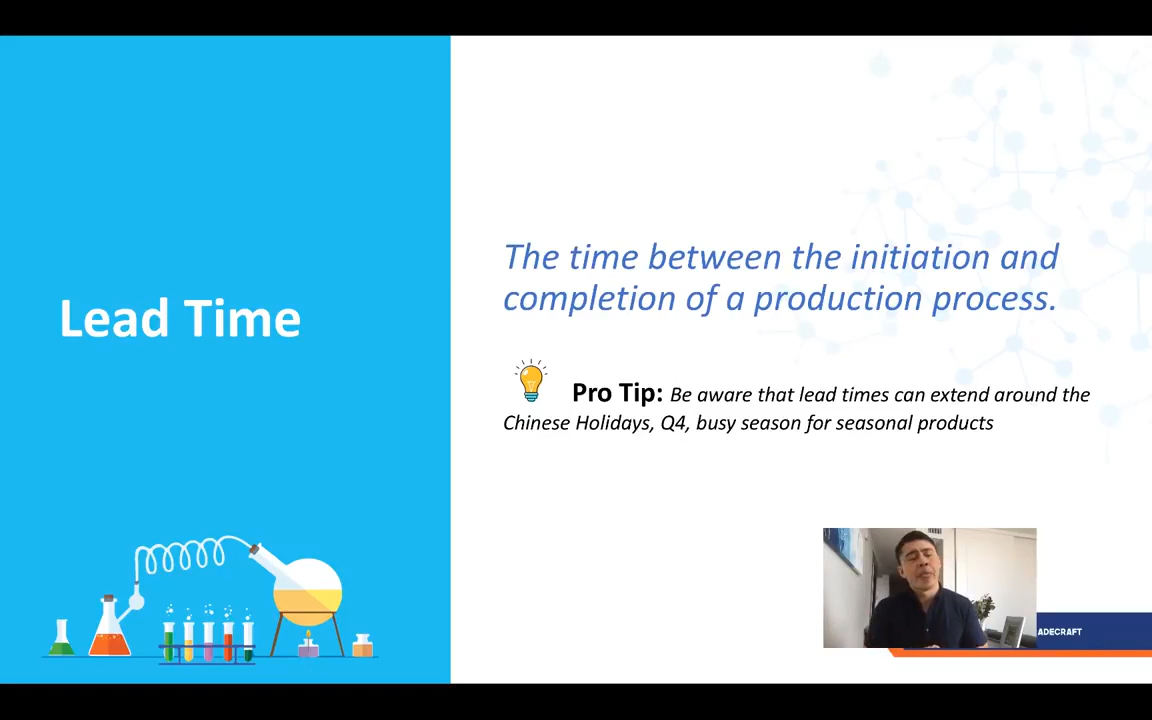 Lead Time
The time between the initiation and
completion of a production process.
Pro Tip: Be aware that lead times can extend around the
Chinese Holidays, Q4, busy season for seasonal products
ADECRAFT